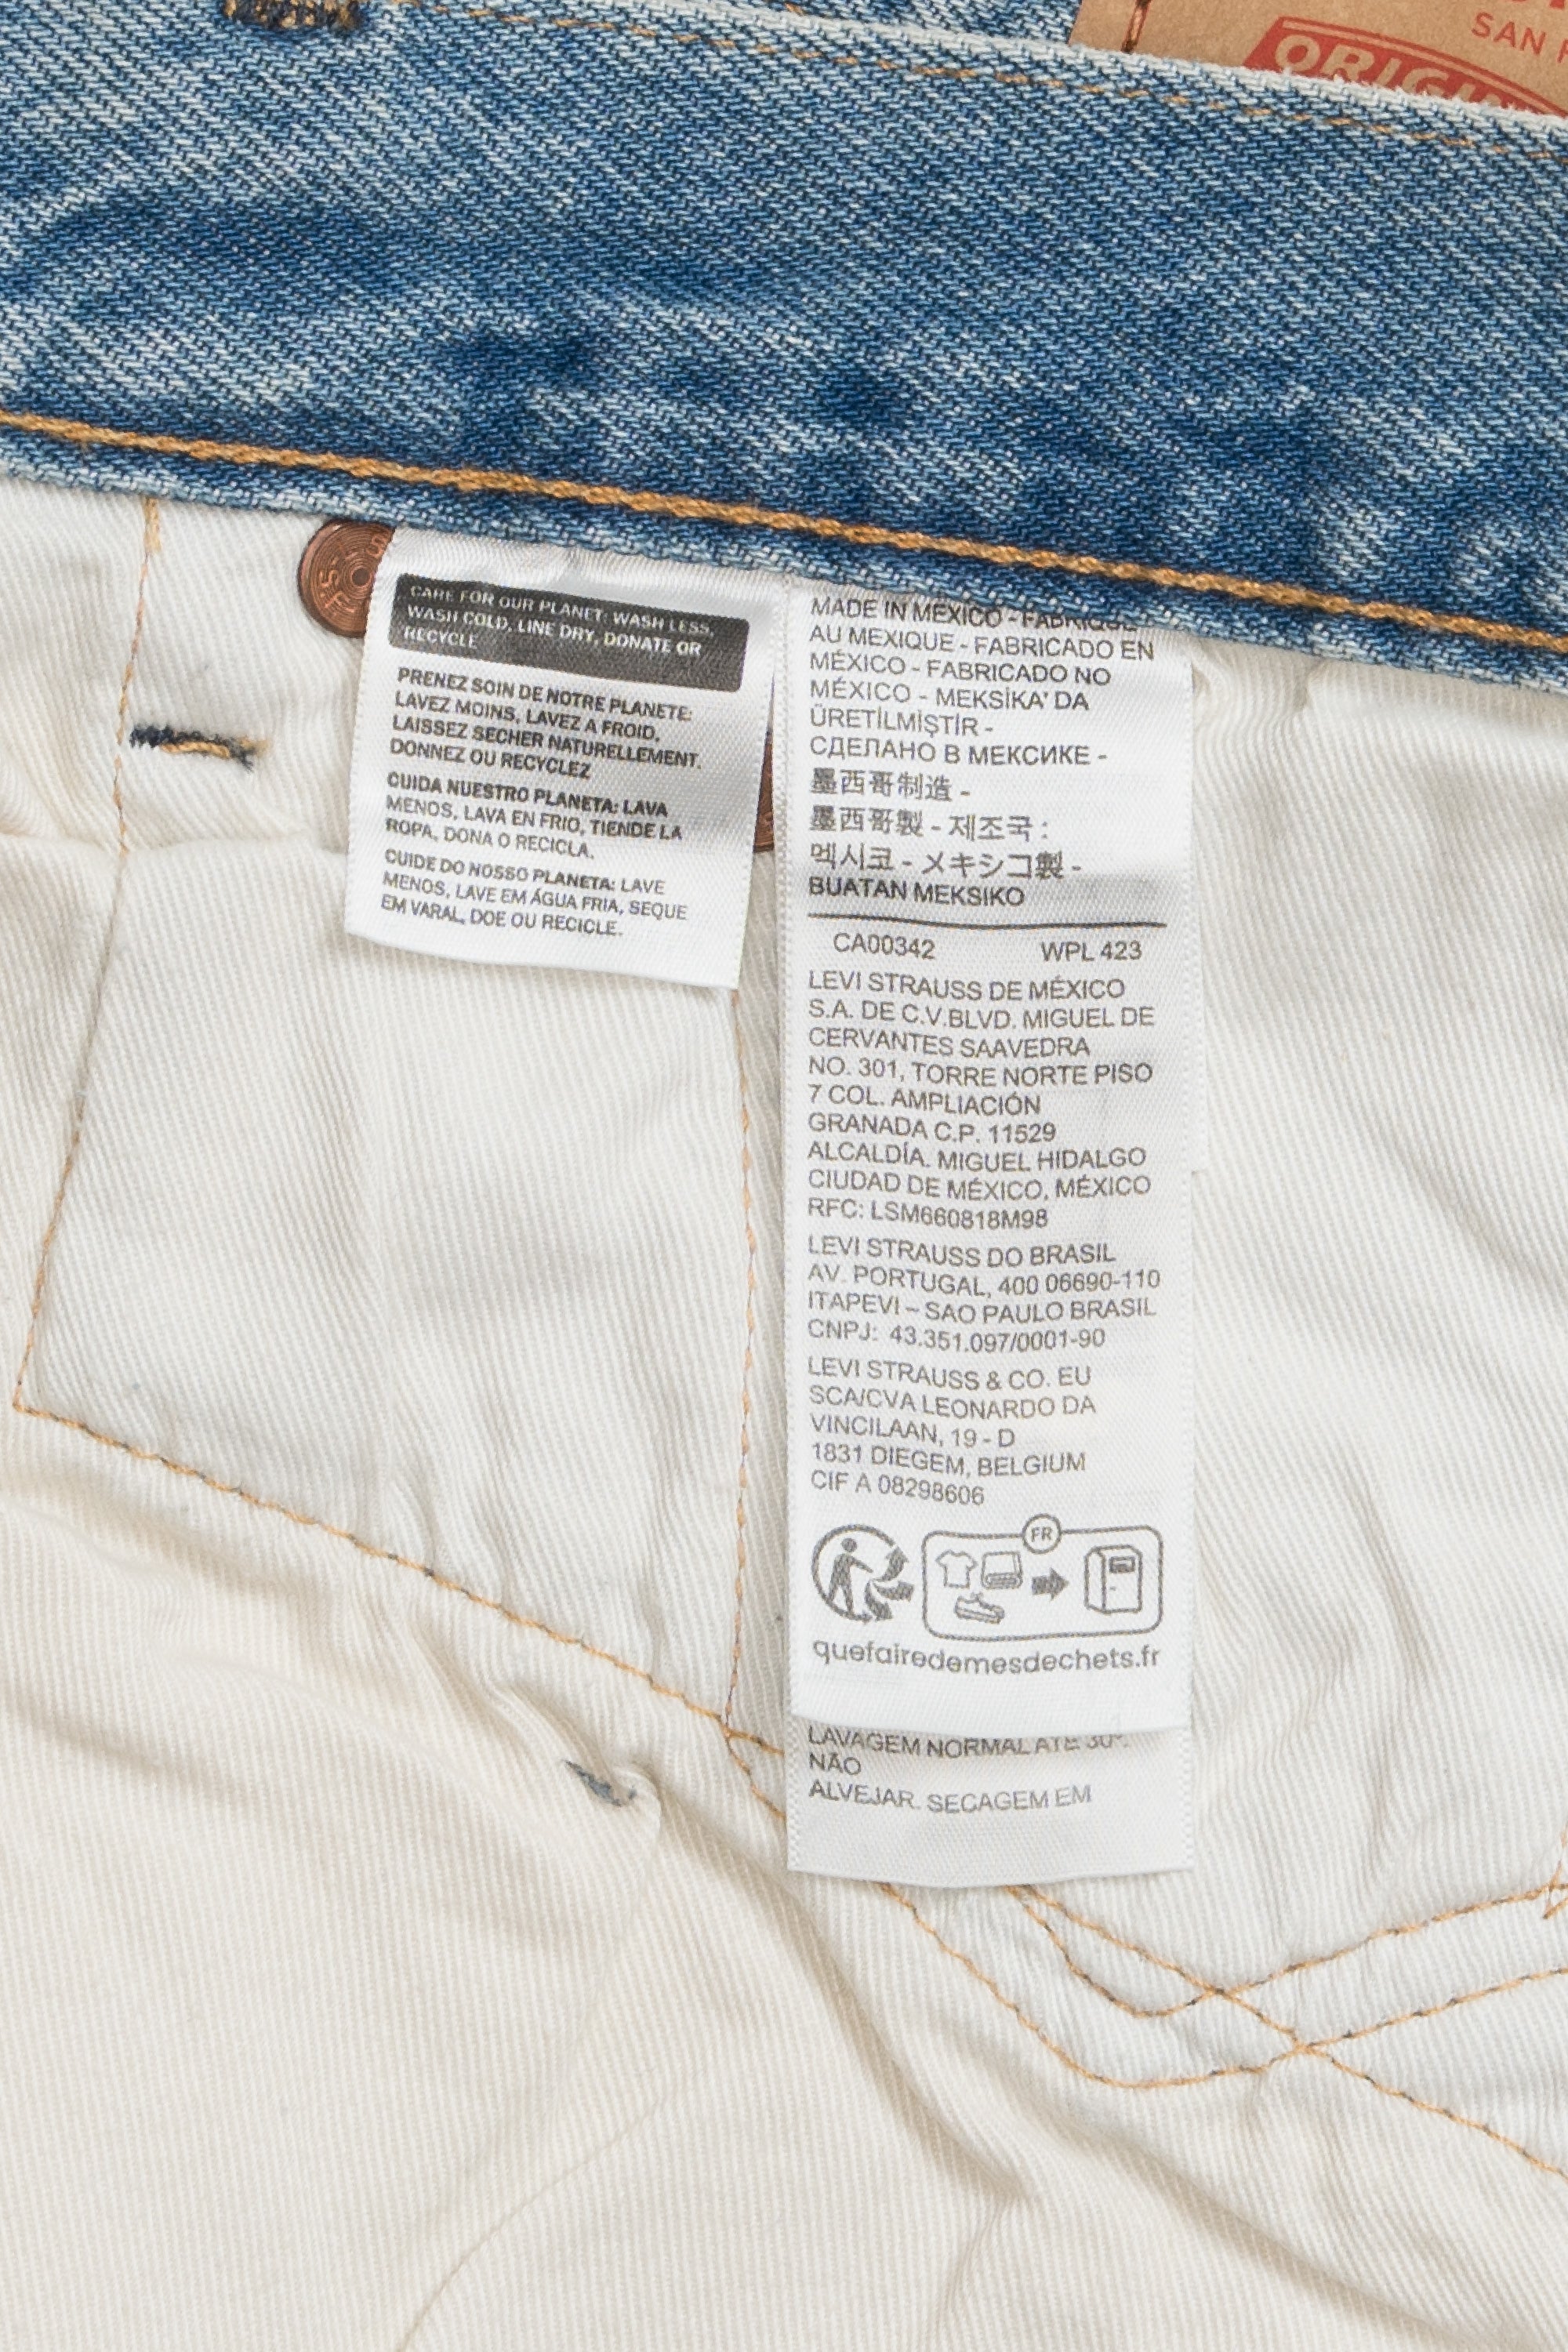 SAN
ORIGIN
S.F
CARE FOR OUR PLANET: WASH LESS,
WASH COLD, LINE DRY, DONATE OR
RECYCLE
PRENEZ SOIN DE NOTRE PLANETE:
LAVEZ MOINS, LAVEZ A FROID,
LAISSEZ SECHER NATURELLEMENT.
DONNEZ OU RECYCLEZ
CUIDA NUESTRO PLANETA: LAVA
MENOS, LAVA EN FRIO, TIENDE LA
ROPA, DONA O RECICLA.
CUIDE DO NOSSO PLANETA: LAVE
MENOS, LAVE EM ÁGUA FRIA, SEQUE
EM VARAL, DOE OU RECICLE.
MADE IN MEXICO - FABRIQUE
AU MEXIQUE - FABRICADO EN
MÉXICO - FABRICADO NO
MÉXICO - MEKSİKA' DA
ÜRETİLMİŞTİR -
СДЕЛАНО В МЕКСИКЕ -
墨西哥制造 -
墨西哥製 - 제조국 :
멕시코 - メキシコ製 -
BUATAN MEKSIKO
CA00342 WPL 423
LEVI STRAUSS DE MÉXICO
S.A. DE C.V.BLVD. MIGUEL DE
CERVANTES SAAVEDRA
NO. 301, TORRE NORTE PISO
7 COL. AMPLIACIÓN
GRANADA C.P. 11529
ALCALDÍA. MIGUEL HIDALGO
CIUDAD DE MÉXICO, MÉXICO
RFC: LSM660818M98
LEVI STRAUSS DO BRASIL
AV. PORTUGAL, 400 06690-110
ITAPEVI – SAO PAULO BRASIL
CNPJ: 43.351.097/0001-90
LEVI STRAUSS & CO. EU
SCA/CVA LEONARDO DA
VINCILAAN, 19 - D
1831 DIEGEM, BELGIUM
CIF A 08298606
FR
quefairedemesdechets.fr
LAVAGEM NORMAL ATÉ 30º.
NÃO
ALVEJAR. SECAGEM EM